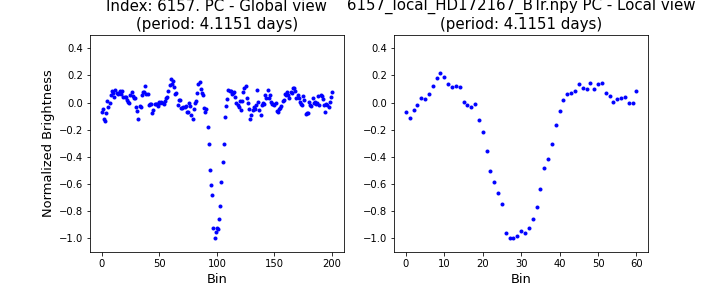 Index: 6157. PC - Global view
(period: 4.1151 days)
6157_local_HD172167_BTr.npy PC - Local view
(period: 4.1151 days)
Normalized Brightness
0.4
0.2
0.0
−0.2
−0.4
−0.6
−0.8
−1.0
0 50 100 150 200
Bin
0.4
0.2
0.0
−0.2
−0.4
−0.6
−0.8
−1.0
0 10 20 30 40 50 60
Bin